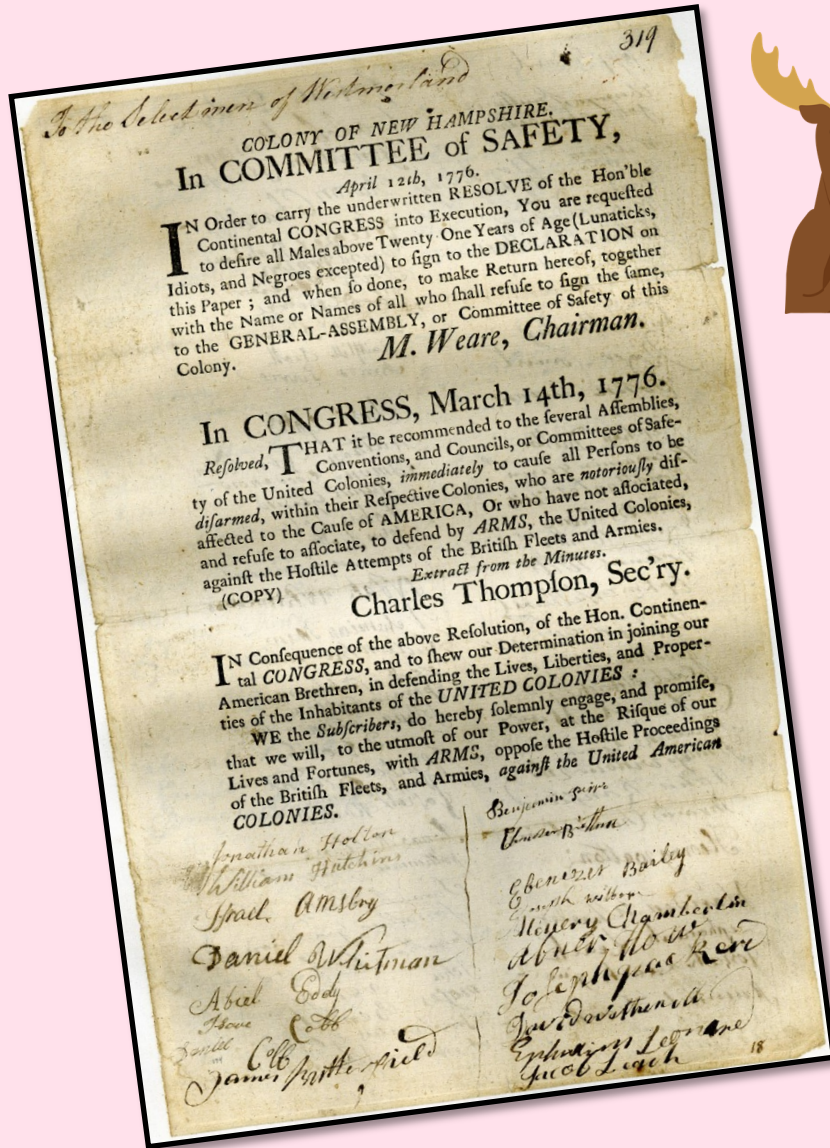 319
To the Selectmen of Westmorland
COLONY OF NEW HAMPSHIRE.
In COMMITTEE of SAFETY,
April 12th, 1776.
IN Order to carry the underwritten RESOLVE of the Hon'ble
Continental CONGRESS into Execution, You are requeſted
to deſire all Males above Twenty One Years of Age (Lunaticks,
Idiots, and Negroes excepted) to ſign to the DECLARATION on
this Paper ; and when ſo done, to make Return hereof, together
with the Name or Names of all who ſhall refuſe to ſign the ſame,
to the GENERAL-ASSEMBLY, or Committee of Safety of this
Colony.
M. Weare, Chairman.
In CONGRESS, March 14th, 1776.
Reſolved, THAT it be recommended to the ſeveral Aſſemblies,
Conventions, and Councils, or Committees of Safe-
ty of the United Colonies, immediately to cauſe all Perſons to be
diſarmed, within their Reſpective Colonies, who are notoriouſly diſ-
affected to the Cauſe of AMERICA, Or who have not aſſociated,
and refuſe to aſſociate, to defend by ARMS, the United Colonies,
againſt the Hoſtile Attempts of the Britiſh Fleets and Armies.
Extract from the Minutes.
(COPY)
Charles Thompſon, Sec'ry.
IN Conſequence of the above Reſolution, of the Hon. Continen-
tal CONGRESS, and to ſhew our Determination in joining our
American Brethren, in defending the Lives, Liberties, and Proper-
ties of the Inhabitants of the UNITED COLONIES :
WE the Subſcribers, do hereby ſolemnly engage, and promiſe,
that we will, to the utmoſt of our Power, at the Riſque of our
Lives and Fortunes, with ARMS, oppoſe the Hoſtile Proceedings
of the Britiſh Fleets, and Armies, againſt the United American
COLONIES.
Jonathan Holton
William Hutchins
Israel Amsbry
Daniel Whitman
Abiel Eddy
Cobb
Daniel Cobb
James Butterfield
Benjamin
Ebenezer Bailey
Joseph
Chamberlin
Abner How
David
Ephraim Leonard
Jacob Leach
18